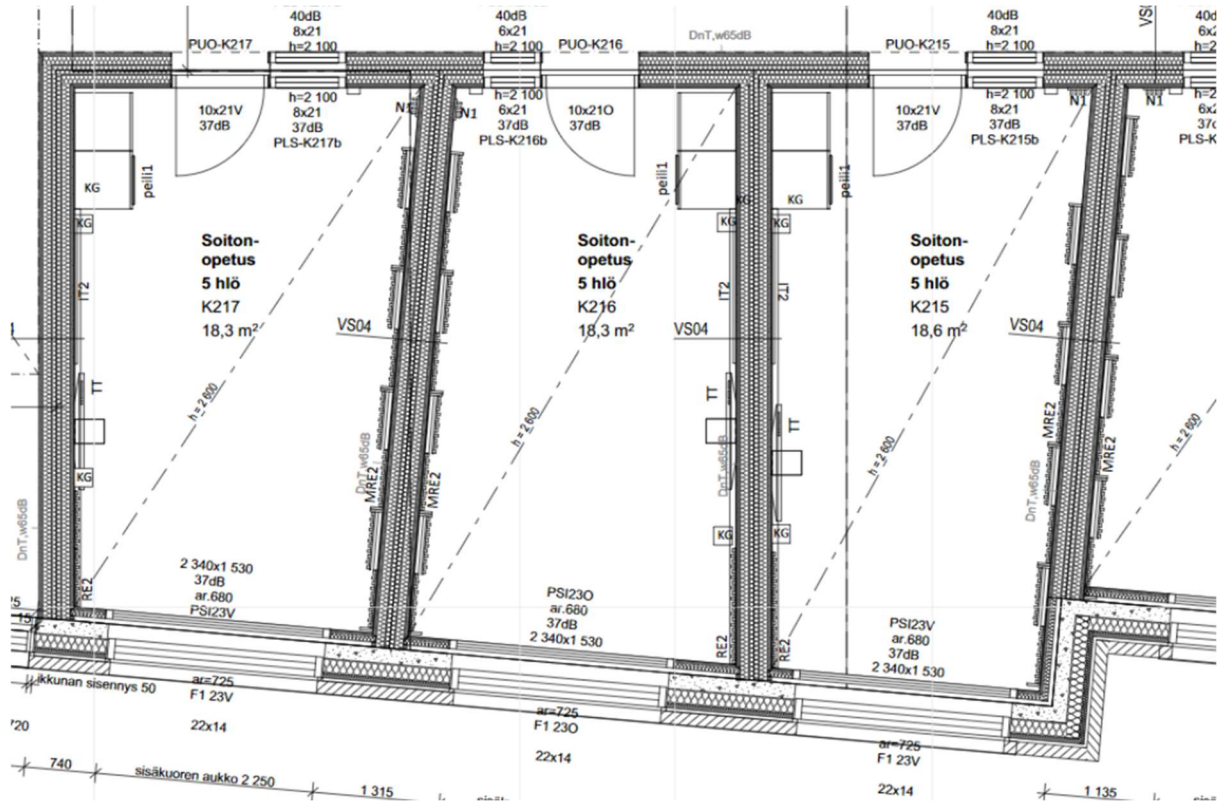 40dB
8x21
h=2 100
PUO-K217
40dB
6x21
h=2 100
PUO-K216
DnT,w65dB
PUO-K215
40dB
8x21
h=2 100
10x21V
37dB
h=2 100
8x21
37dB
PLS-K217b
N1
N1
h=2 100
6x21
37dB
PLS-K216b
10x21O
37dB
10x21V
37dB
h=2 100
8x21
37dB
PLS-K215b
N1
N1
KG
peili1
peili1
KG
KG
peili1
KG
KG
KG
Soiton-
opetus
5 hlö
K217
18,3 m²
Soiton-
opetus
5 hlö
K216
18,3 m²
Soiton-
opetus
5 hlö
K215
18,6 m²
IT2
IT2
IT2
VS04
VS04
VS04
TT
TT
TT
h = 2 600
h = 2 600
h = 2 600
h = 2 600
MRE2
MRE2
MRE2
MRE2
DnT,w65dB
DnT,w65dB
DnT,w65dB
DnT,w65dB
KG
KG
KG
RE2
RE2
RE2
2 340x1 530
37dB
ar.680
PSI23V
PSI23O
ar.680
37dB
2 340x1 530
PSI23V
ar.680
37dB
2 340x1 530
ikkunan sisennys 50
ar=725
F1 23V
22x14
ar=725
F1 23O
22x14
ar=725
F1 23V
22x14
720
740
sisäkuoren aukko 2 250
1 315
1 135